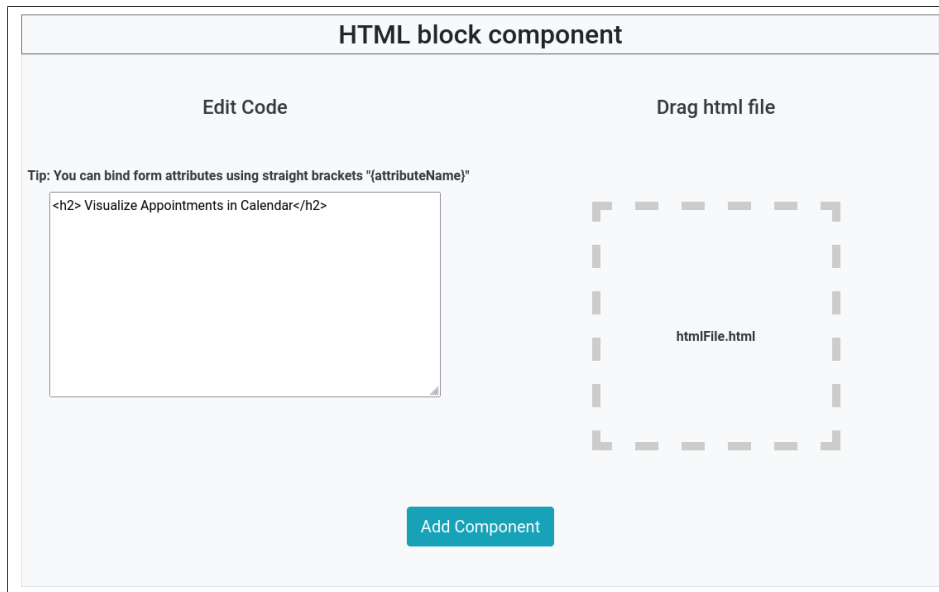 HTML block component
Edit Code
Drag html file
Tip: You can bind form attributes using straight brackets "{attributeName}"
<h2> Visualize Appointments in Calendar</h2>
htmlFile.html
Add Component